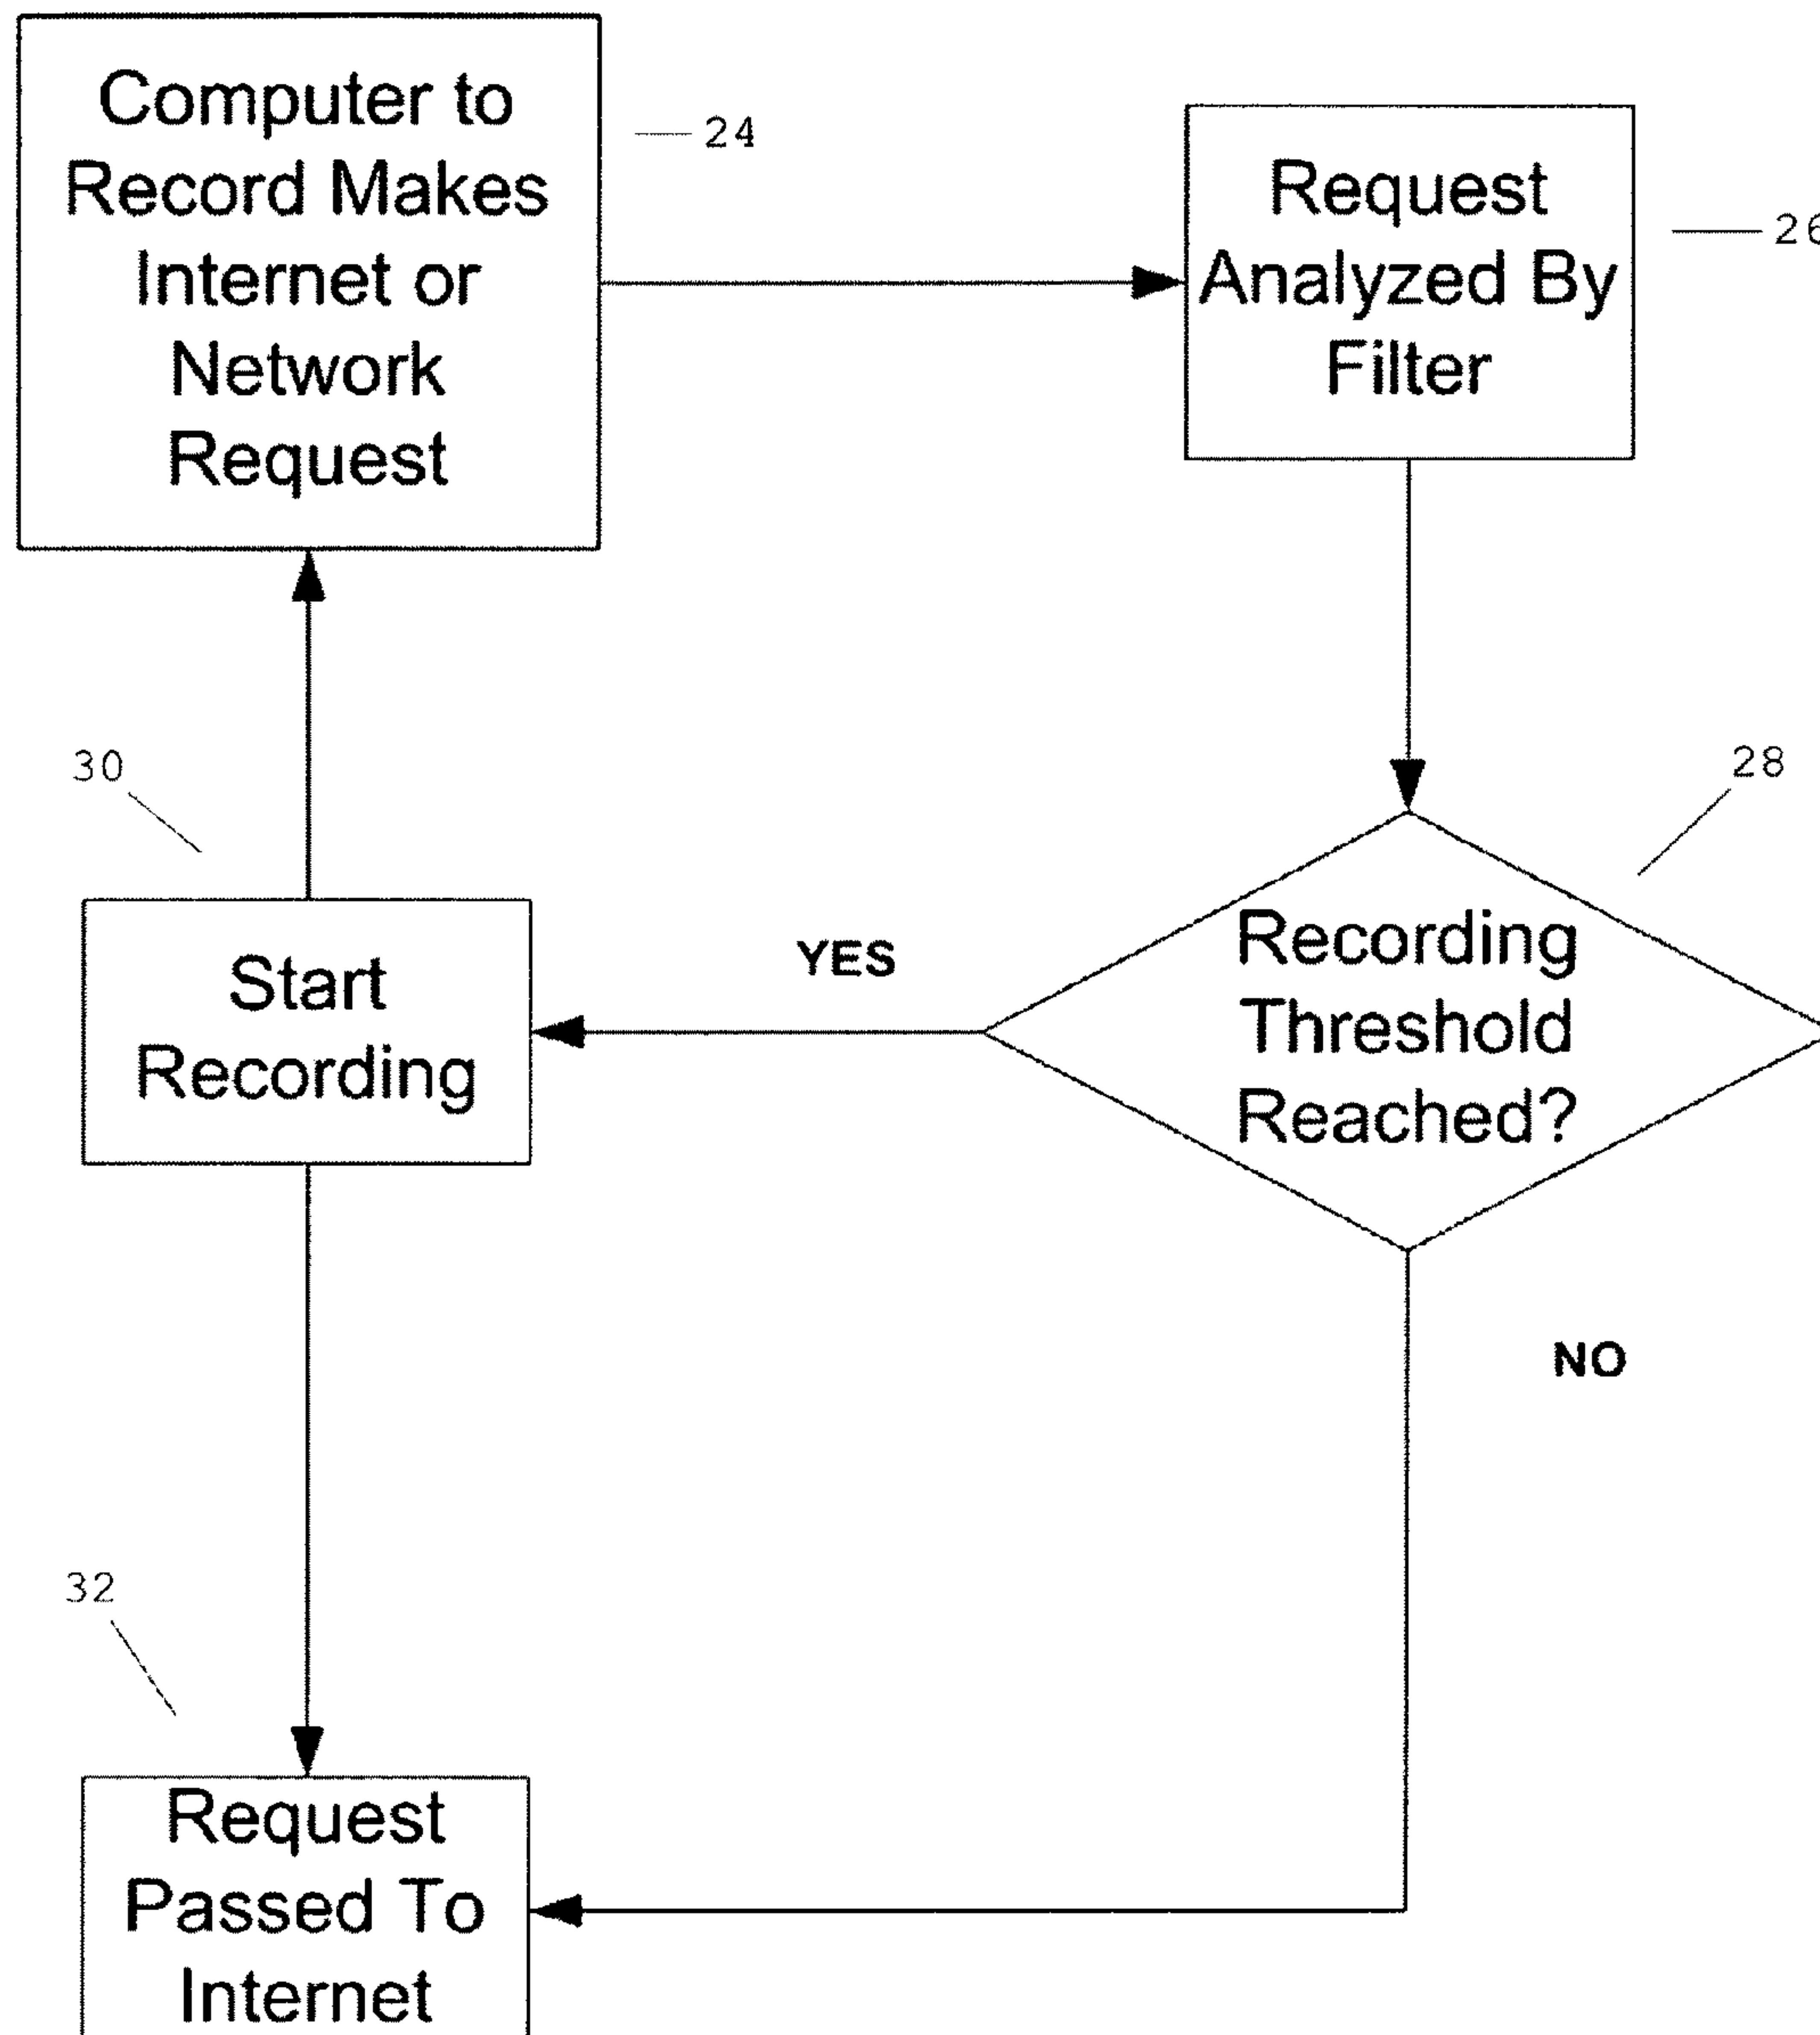 Computer to
Record Makes
Internet or
Network
Request
24
Request
Analyzed By
Filter
26
30
28
Start
Recording
YES
Recording
Threshold
Reached?
NO
32
Request
Passed To
Internet